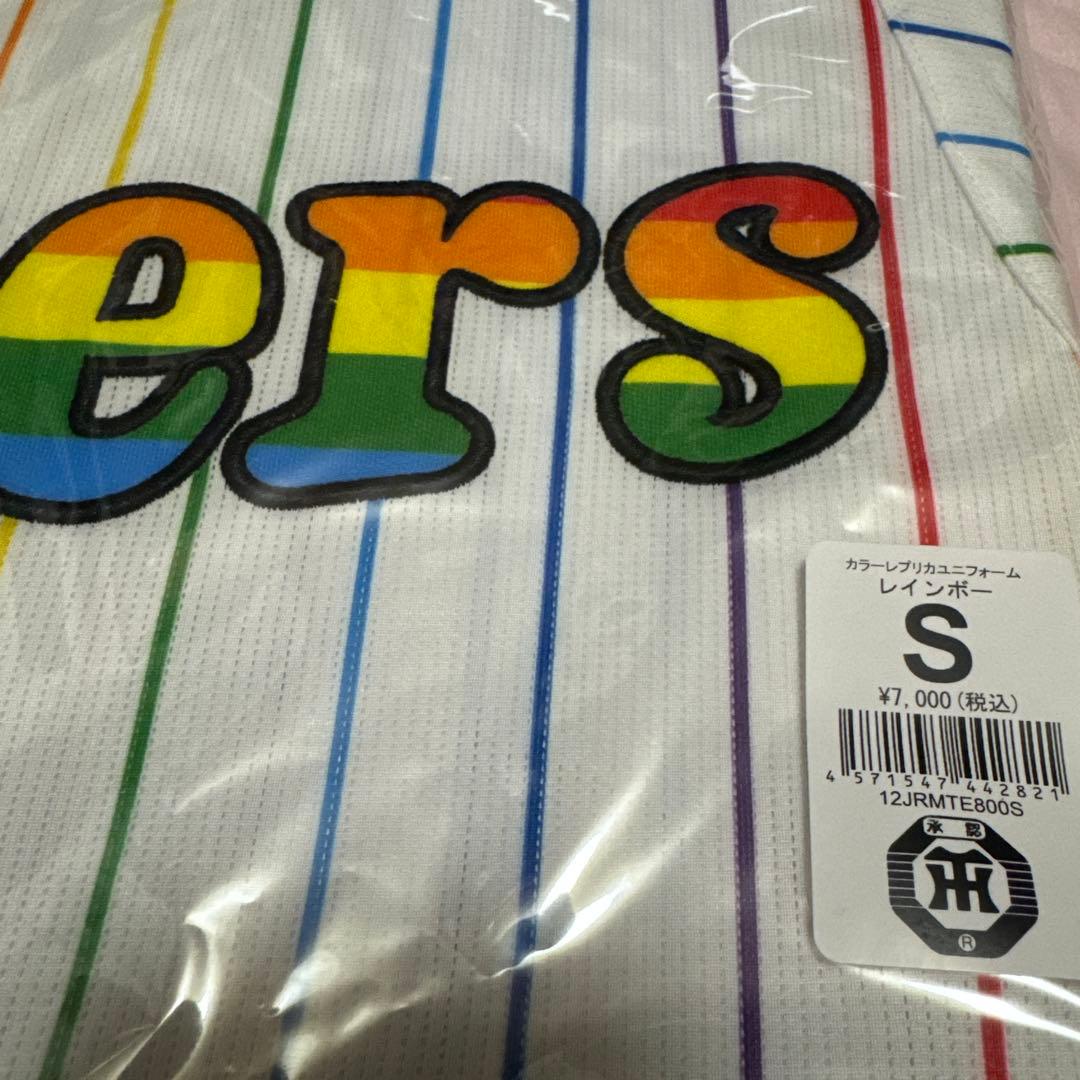 ers
カラーレプリカユニフォーム
レインボー
S
¥7,000(税込)
4 571547 442821
12JRMTE800S
承認
HT
®